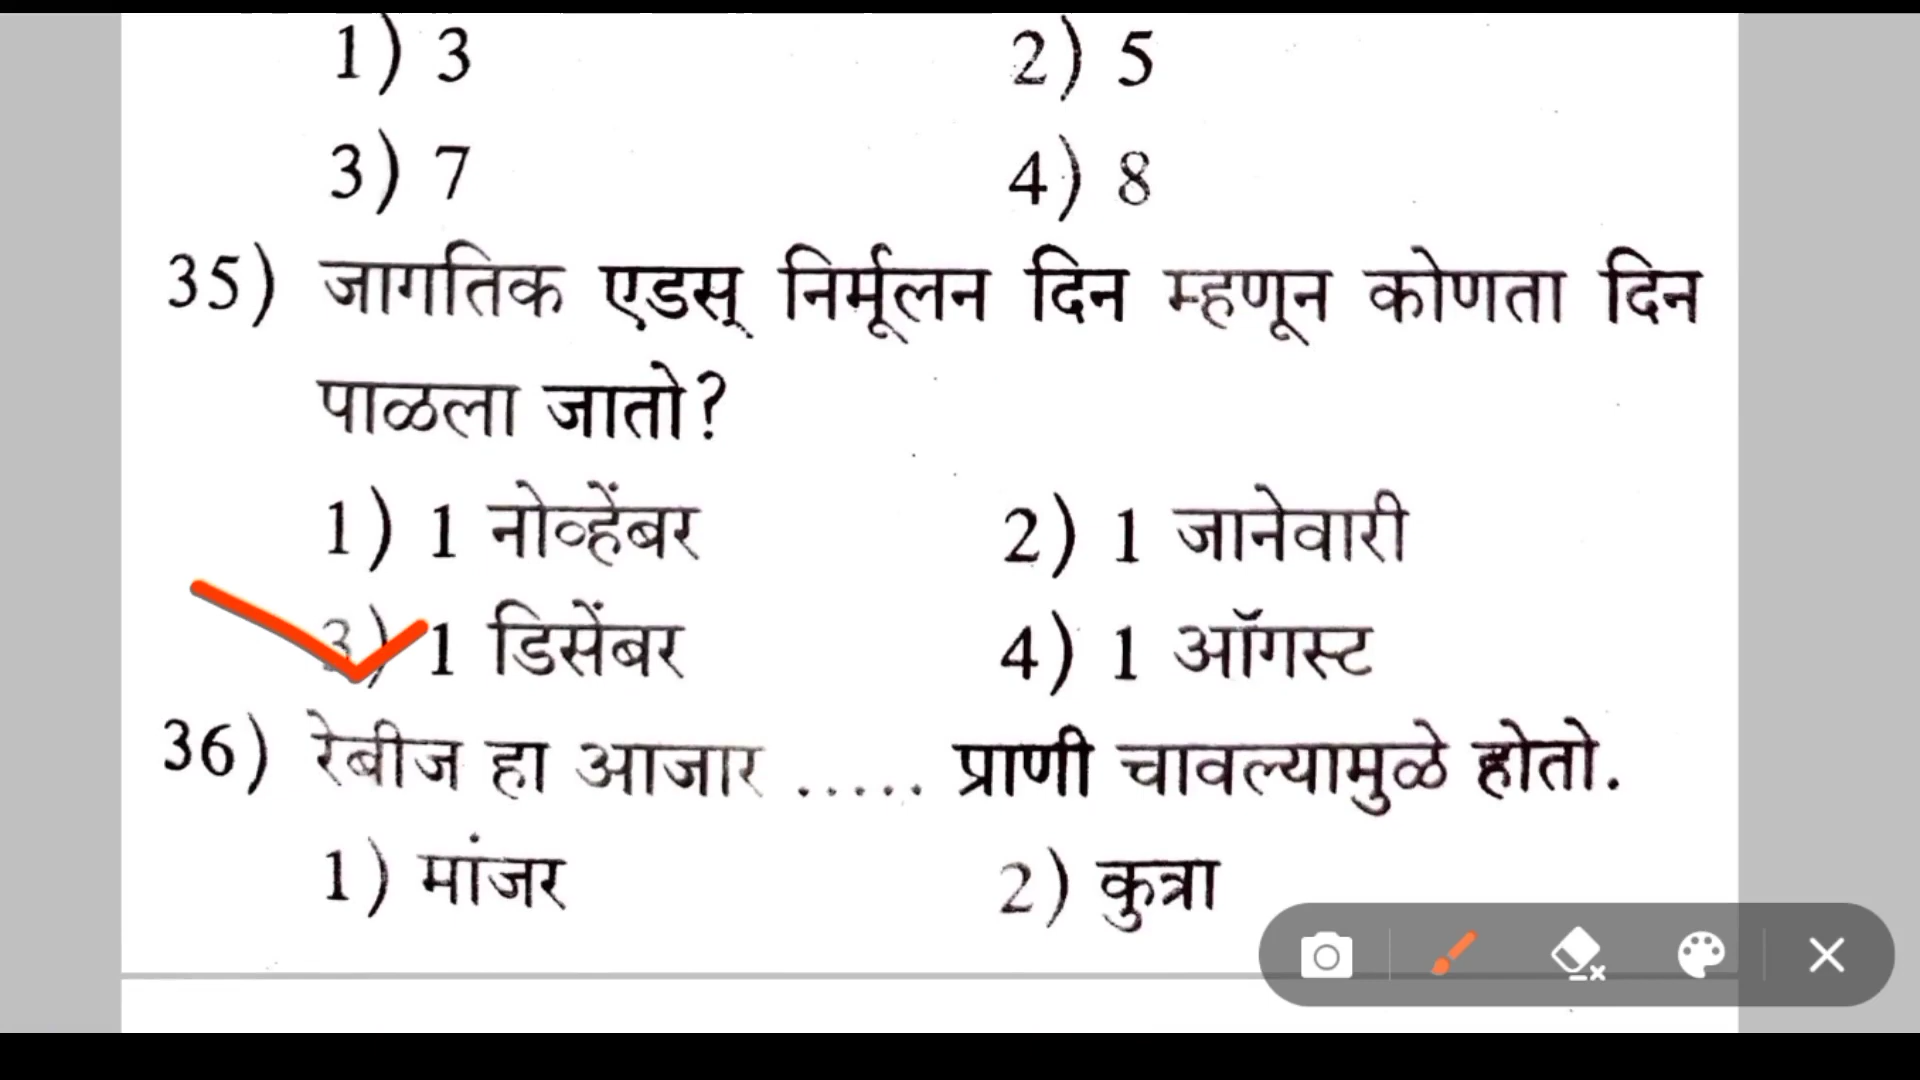 1) 3 2) 5
3) 7 4) 8
35) जागतिक एडस् निर्मूलन दिन म्हणून कोणता दिन
पाळला जातो?
1) 1 नोव्हेंबर 2) 1 जानेवारी
3) 1 डिसेंबर 4) 1 ऑगस्ट
36) रेबीज हा आजार ..... प्राणी चावल्यामुळे होतो.
1) मांजर 2) कुत्रा